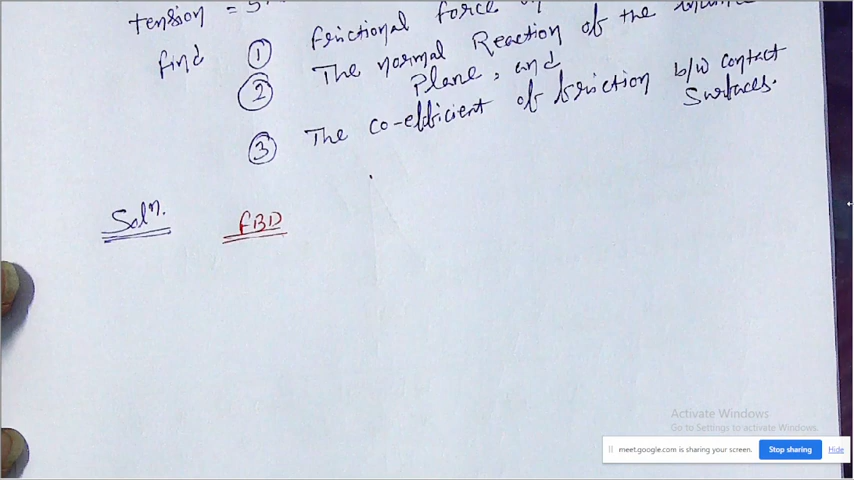 tension =
find ① frictional force
② The normal Reaction of the
Plane, and
③ The co-efficient of friction b/w contact
Surfaces.
Soln. FBD
Activate Windows
Go to Settings to activate Windows.
meet.google.com is sharing your screen. Stop sharing Hide